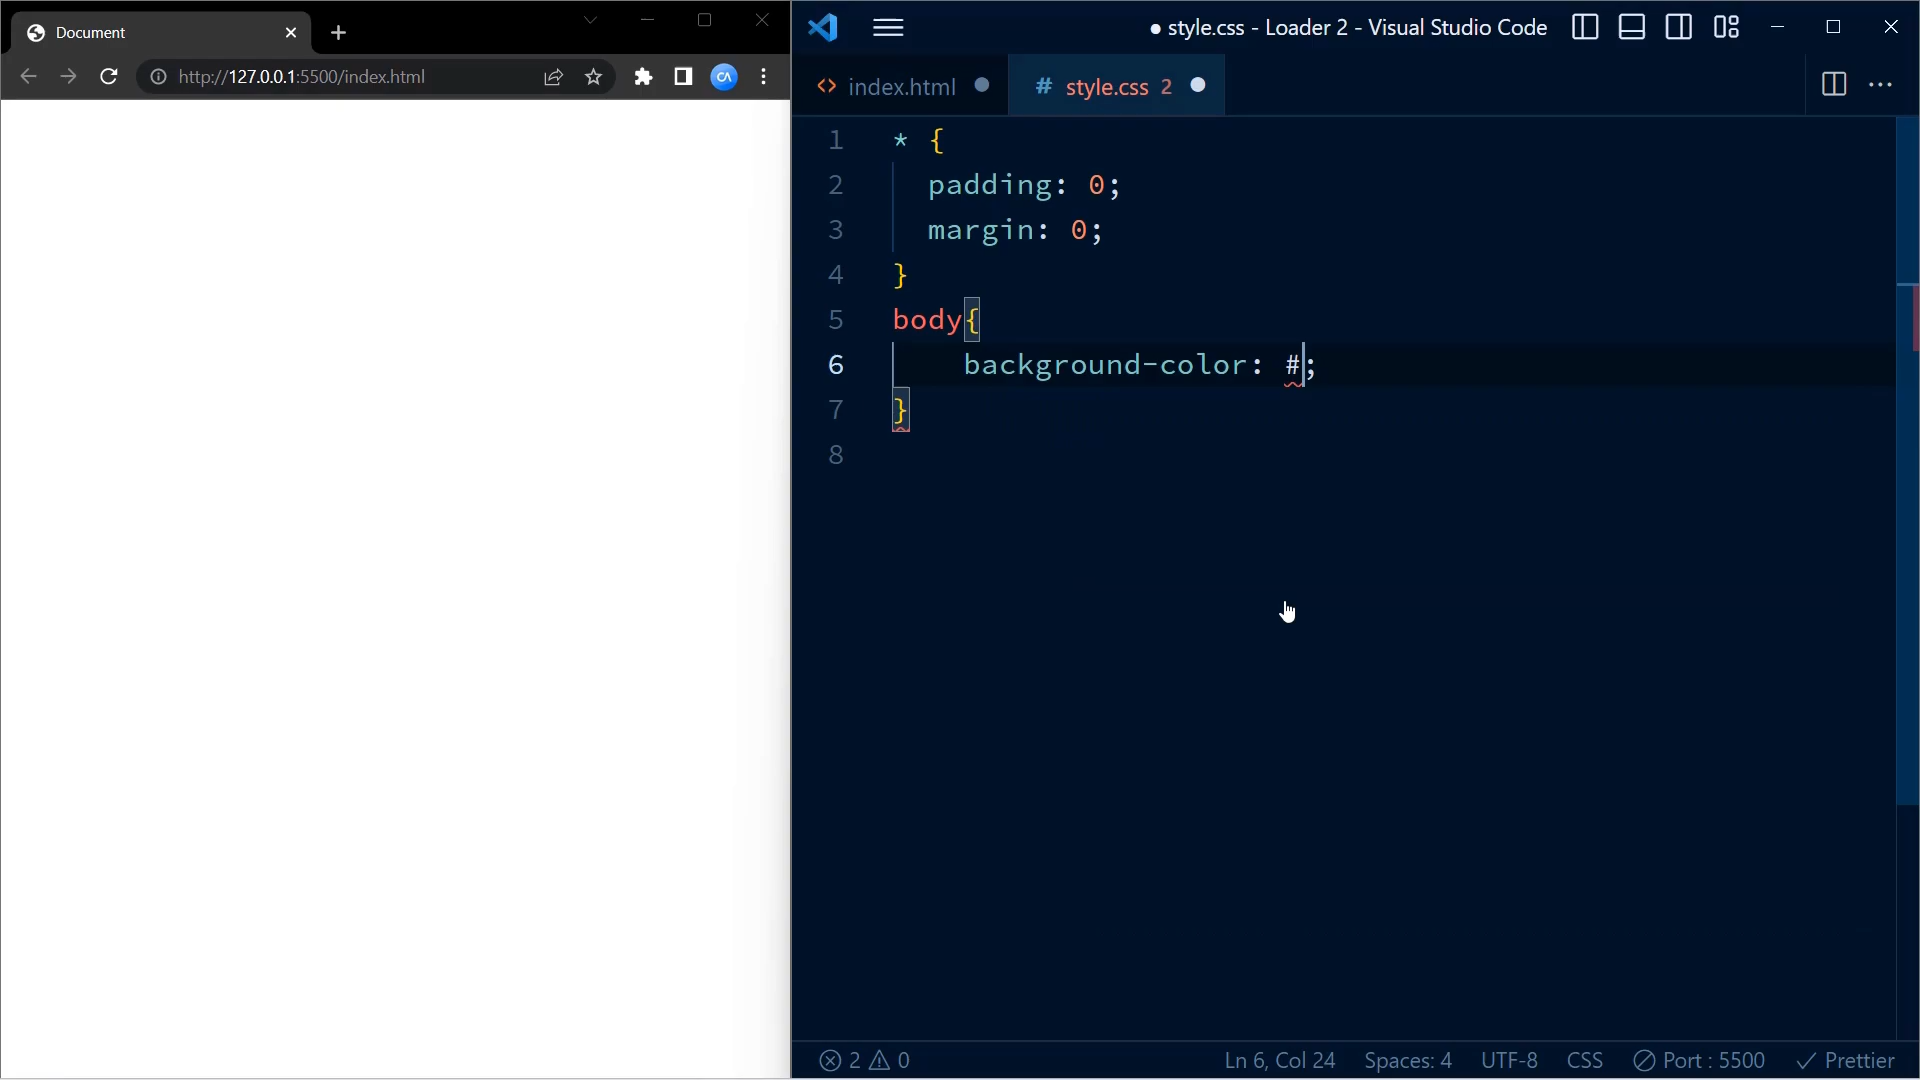 Document
http://127.0.0.1:5500/index.html
CA
style.css - Loader 2 - Visual Studio Code
index.html
# style.css 2
1 * {
2 padding: 0;
3 margin: 0;
4 }
5 body{
6 background-color: #;
7 }
8
2 0 Ln 6, Col 24 Spaces: 4 UTF-8 CSS Port : 5500 Prettier